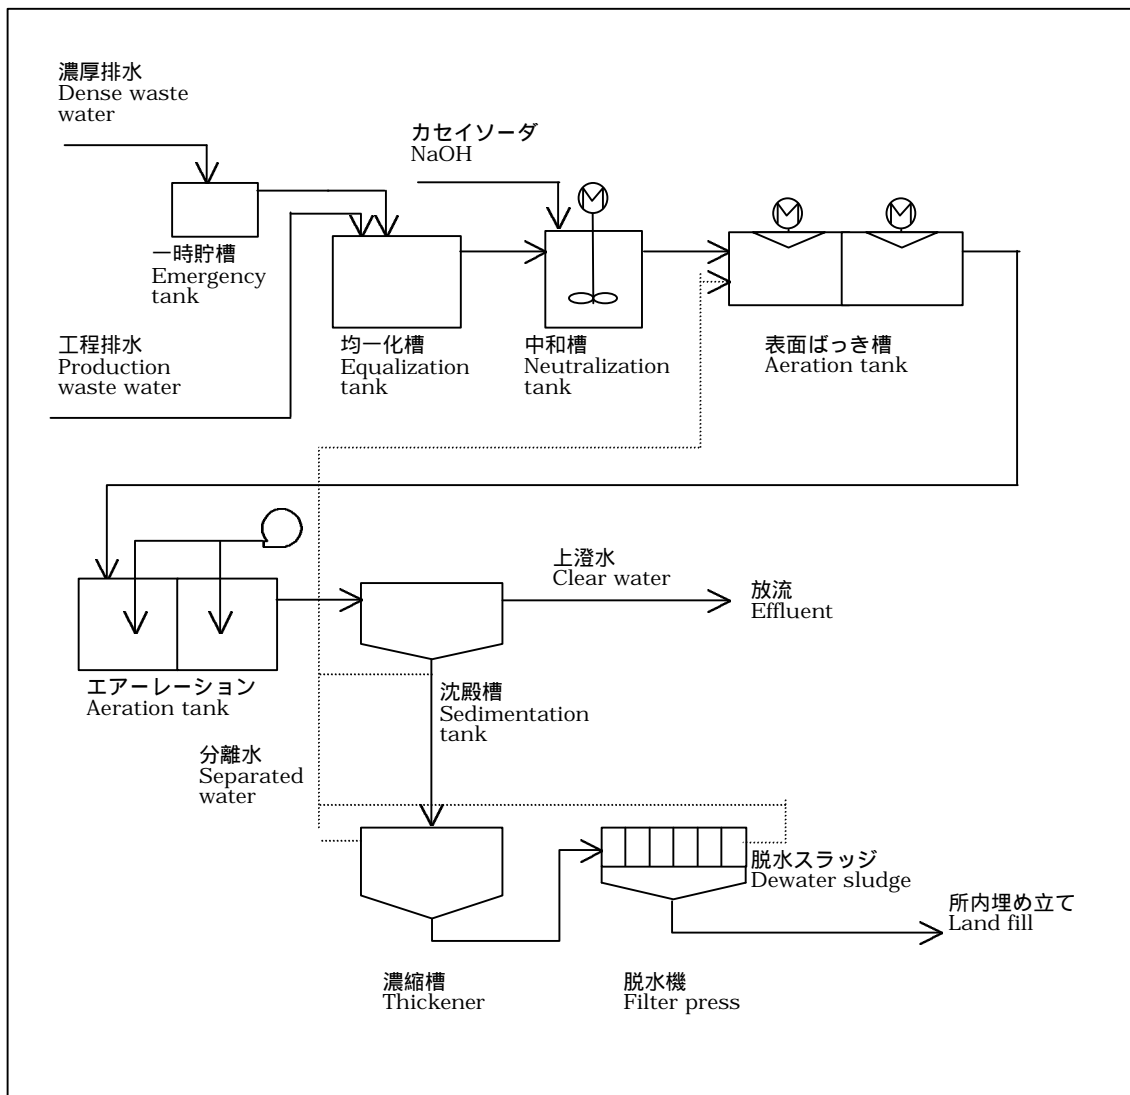 濃厚排水
Dense waste
water
カセイソーダ
NaOH
M
M
M
一時貯槽
Emergency
tank
工程排水
Production
waste water
均一化槽
Equalization
tank
中和槽
Neutralization
tank
表面ばっき槽
Aeration tank
上澄水
Clear water
放流
Effluent
エアーレーション
Aeration tank
沈殿槽
Sedimentation
tank
分離水
Separated
water
脱水スラッジ
Dewater sludge
所内埋め立て
Land fill
濃縮槽
Thickener
脱水機
Filter press